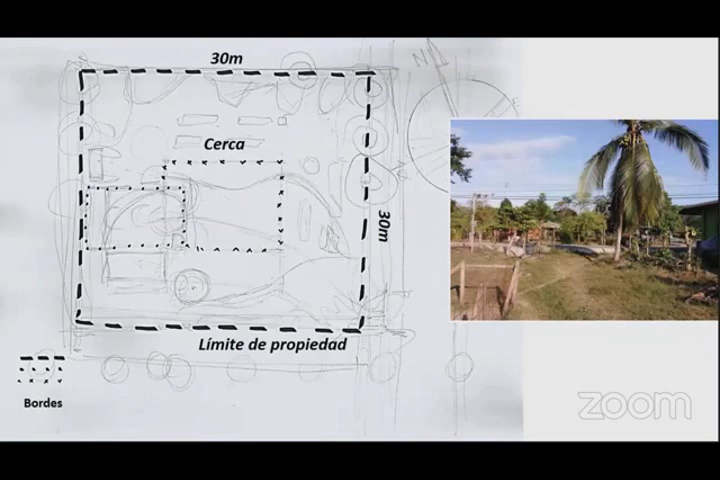 30m
N
E
Cerca
30m
Límite de propiedad
Bordes
zoom